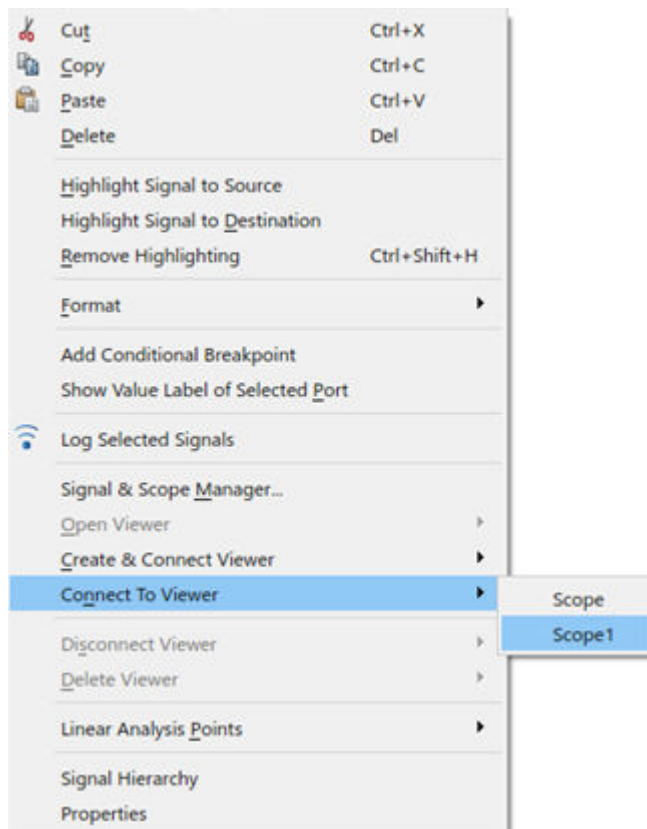 Cut Ctrl+X
Copy Ctrl+C
Paste Ctrl+V
Delete Del
Highlight Signal to Source
Highlight Signal to Destination
Remove Highlighting Ctrl+Shift+H
Format
Add Conditional Breakpoint
Show Value Label of Selected Port
Log Selected Signals
Signal & Scope Manager...
Open Viewer
Create & Connect Viewer
Connect To Viewer
Scope
Scope1
Disconnect Viewer
Delete Viewer
Linear Analysis Points
Signal Hierarchy
Properties